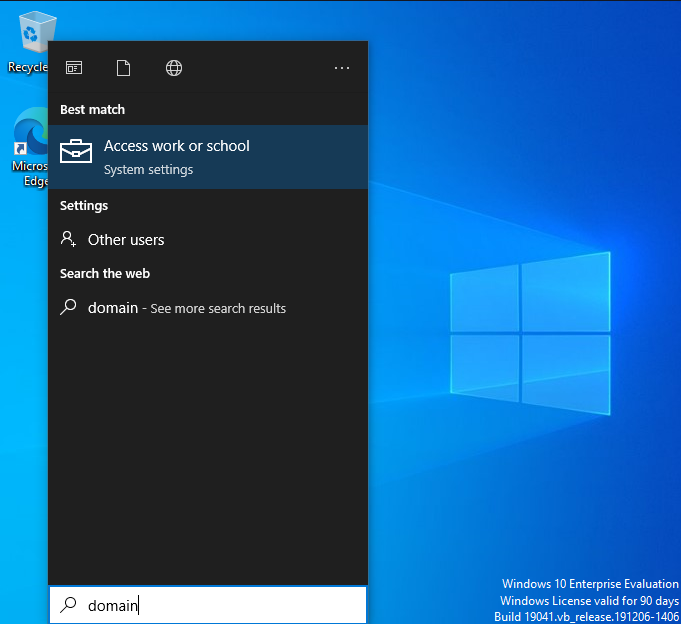 Recycle
Micros
Edge
Best match
Access work or school
System settings
Settings
Other users
Search the web
domain - See more search results
domain
Windows 10 Enterprise Evaluation
Windows License valid for 90 days
Build 19041.vb_release.191206-1406